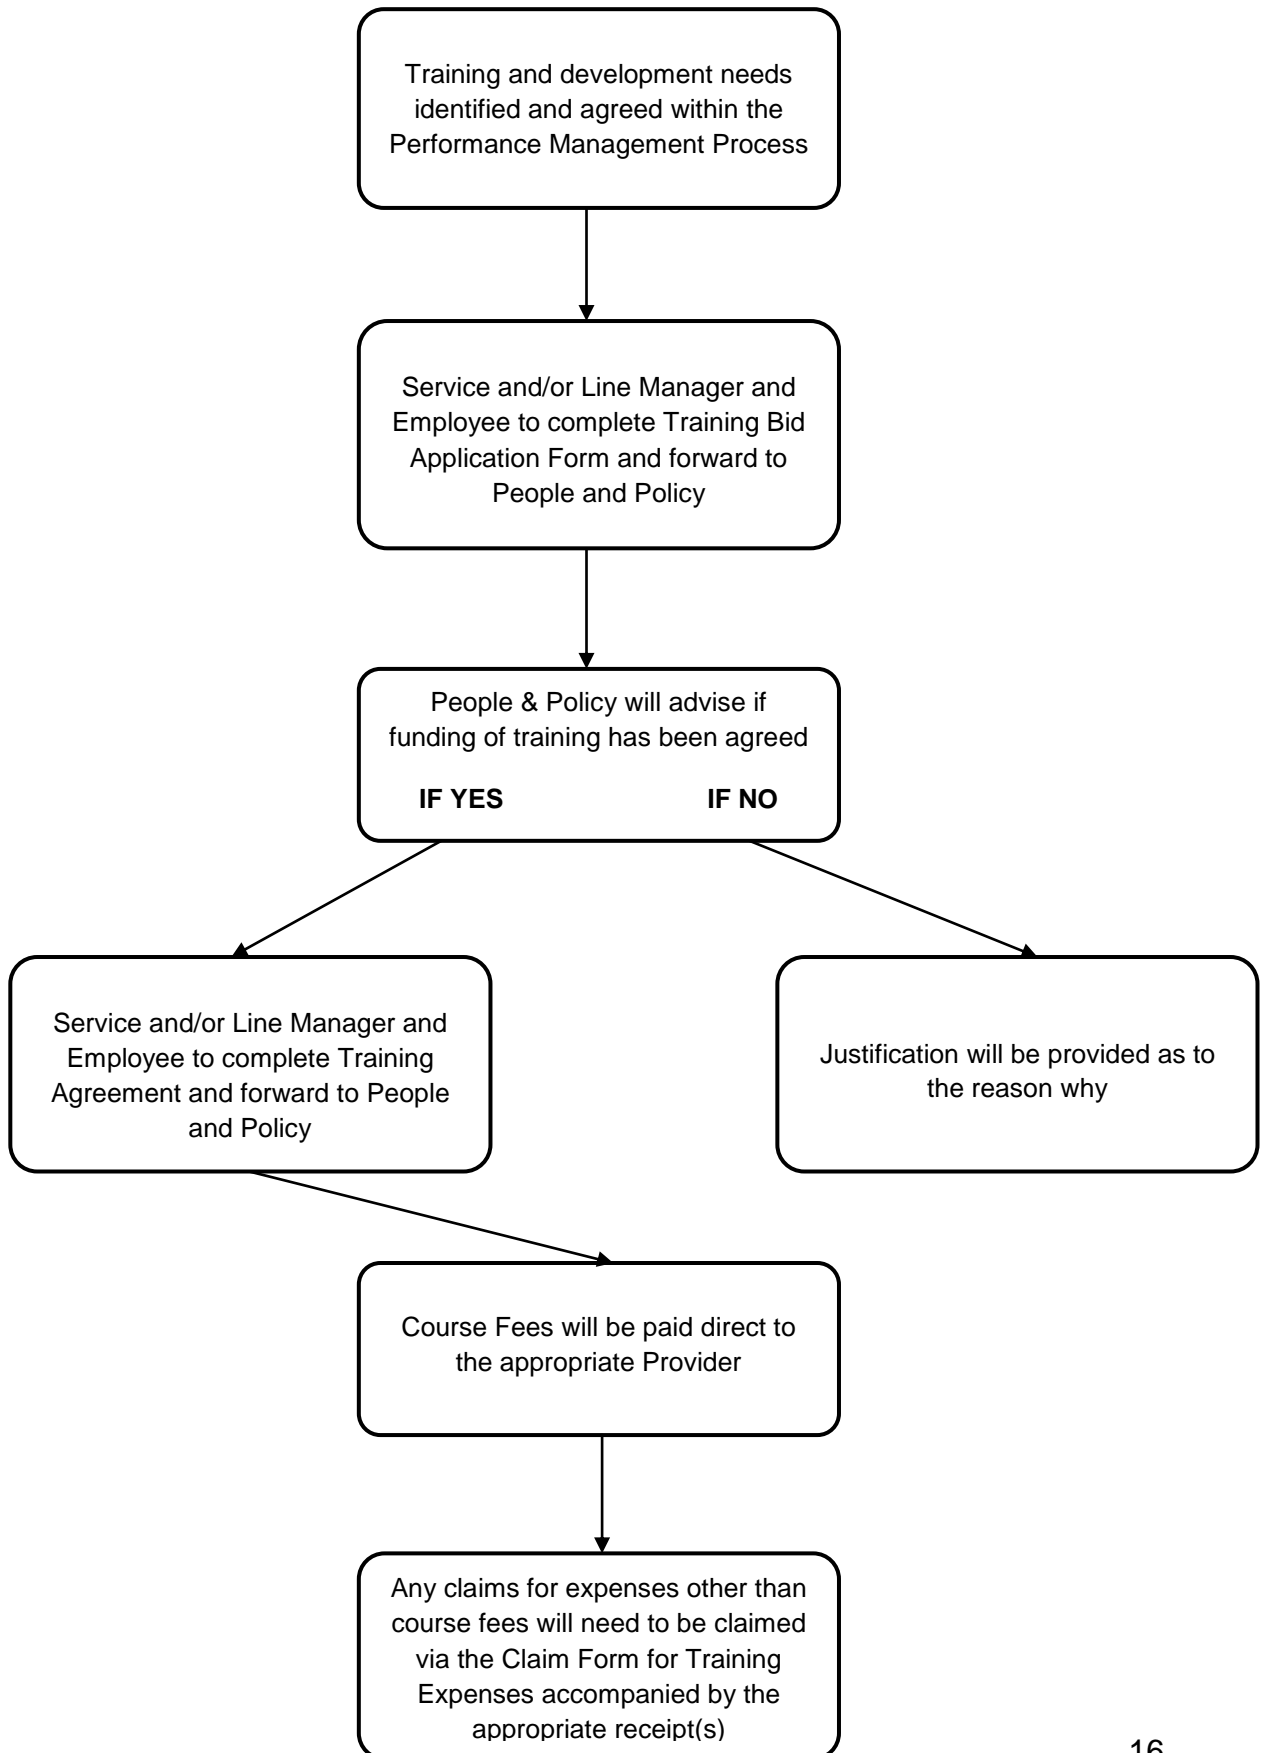 Training and development needs
identified and agreed within the
Performance Management Process
Service and/or Line Manager and
Employee to complete Training Bid
Application Form and forward to
People and Policy
People & Policy will advise if
funding of training has been agreed
IF YES IF NO
Service and/or Line Manager and
Employee to complete Training
Agreement and forward to People
and Policy
Justification will be provided as to
the reason why
Course Fees will be paid direct to
the appropriate Provider
Any claims for expenses other than
course fees will need to be claimed
via the Claim Form for Training
Expenses accompanied by the
appropriate receipt(s)
16